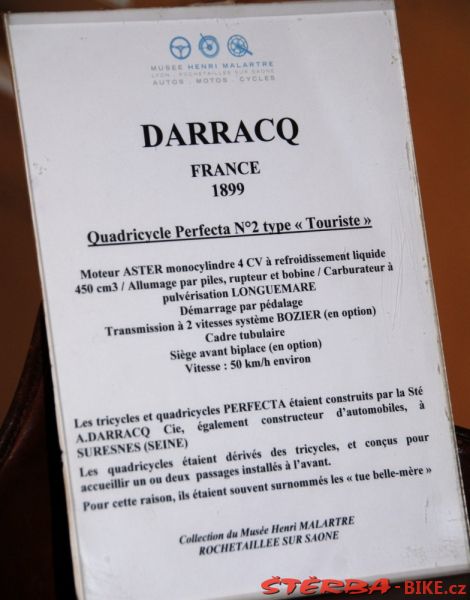 MUSEE HENRI MALARTRE
LYON . ROCHETAILLEE SUR SAONE
AUTOS . MOTOS . CYCLES
DARRACQ
FRANCE
1899
Quadricycle Perfecta N°2 type « Touriste »
Moteur ASTER monocylindre 4 CV à refroidissement liquide
450 cm3 / Allumage par piles, rupteur et bobine / Carburateur à
pulvérisation LONGUEMARE
Démarrage par pédalage
Transmission à 2 vitesses système BOZIER (en option)
Cadre tubulaire
Siège avant biplace (en option)
Vitesse : 50 km/h environ
Les tricycles et quadricycles PERFECTA étaient construits par la Sté
A.DARRACQ Cie, également constructeur d'automobiles, à
SURESNES (SEINE)
Les quadricycles étaient dérivés des tricycles, et conçus pour
accueillir un ou deux passages installés à l'avant.
Pour cette raison, ils étaient souvent surnommés les « tue belle-mère »
Collection du Musée Henri MALARTRE
ROCHETAILLEE SUR SAONE
ŠTĚRBA-BIKE.cz